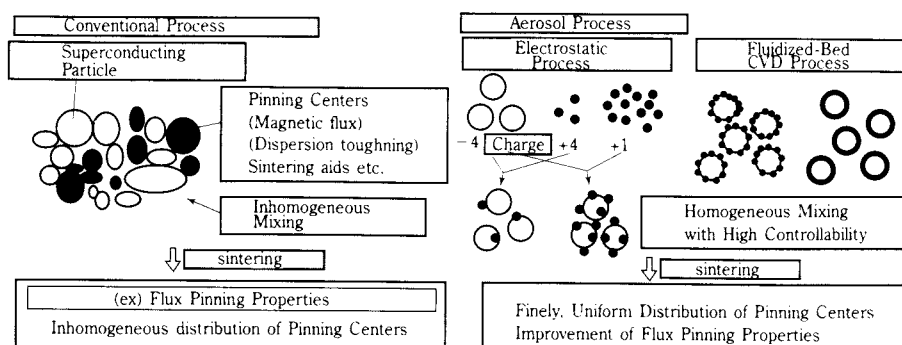 Conventional Process
Superconducting
Particle
Pinning Centers
(Magnetic flux)
(Dispersion toughning)
Sintering aids etc.
Inhomogeneous
Mixing
sintering
(ex) Flux Pinning Properties
Inhomogeneous distribution of Pinning Centers
Aerosol Process
Electrostatic
Process
Fluidized-Bed
CVD Process
−4 Charge +4 +1
Homogeneous Mixing
with High Controllability
sintering
Finely, Uniform Distribution of Pinning Centers
Improvement of Flux Pinning Properties